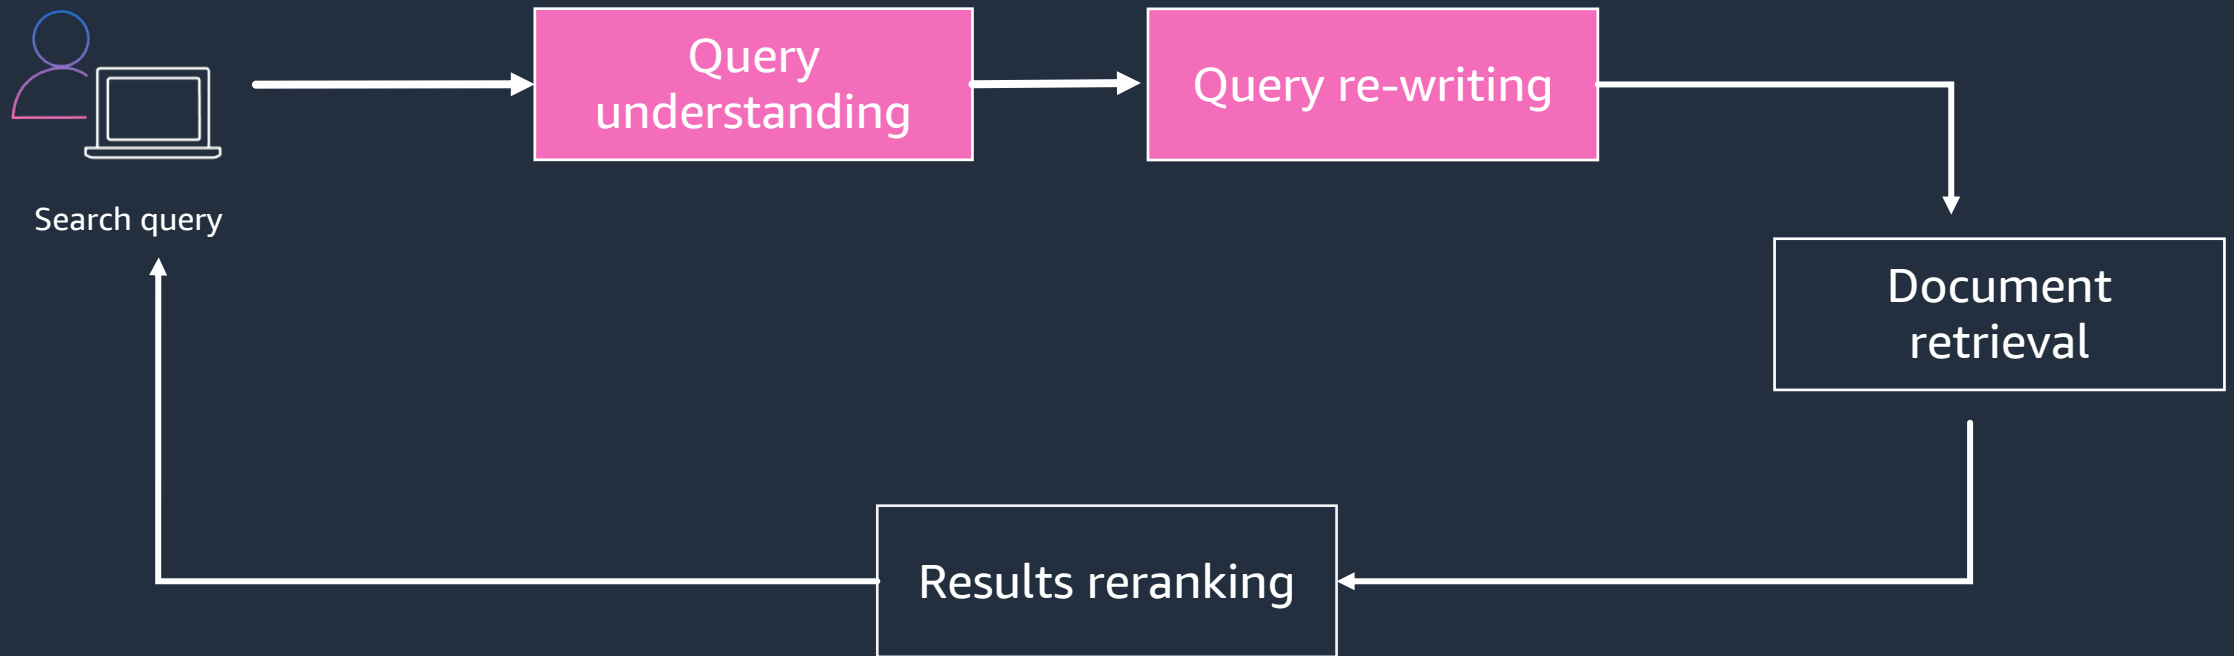 Search query
Query
understanding
Query re-writing
Document
retrieval
Results reranking